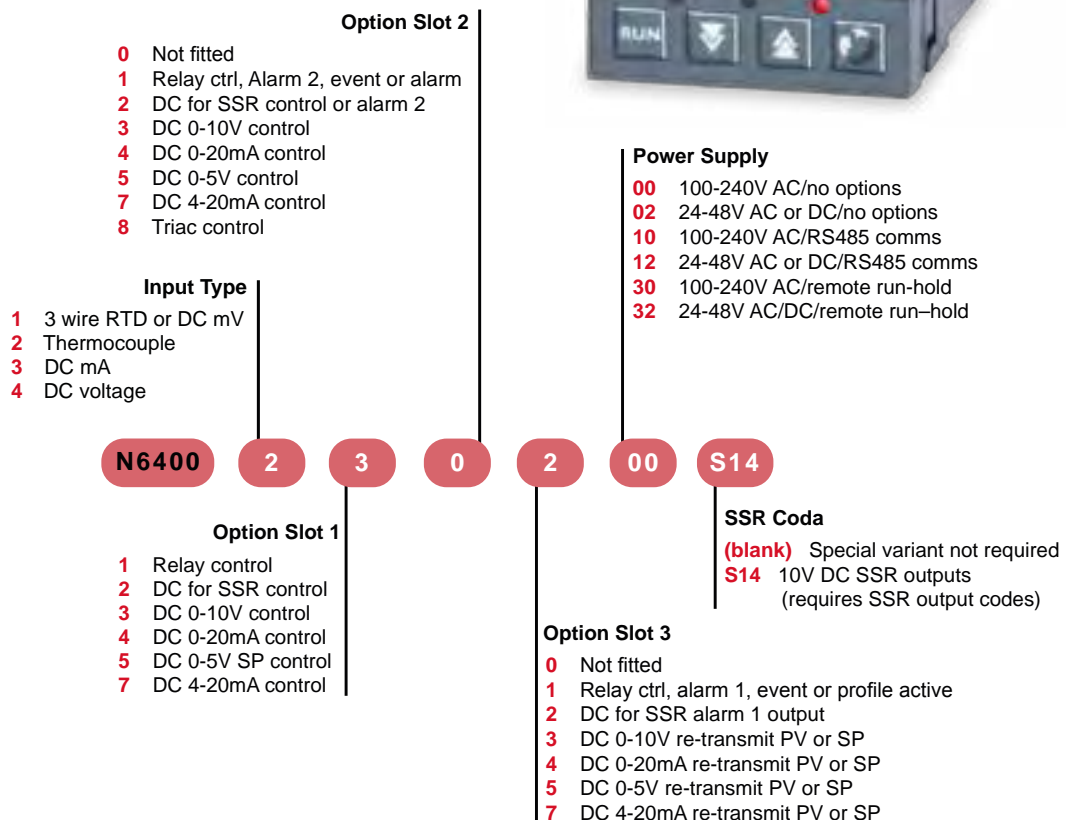 Option Slot 2
0 Not fitted
1 Relay ctrl, Alarm 2, event or alarm
2 DC for SSR control or alarm 2
3 DC 0-10V control
4 DC 0-20mA control
5 DC 0-5V control
7 DC 4-20mA control
8 Triac control
RUN
Power Supply
00 100-240V AC/no options
02 24-48V AC or DC/no options
10 100-240V AC/RS485 comms
12 24-48V AC or DC/RS485 comms
30 100-240V AC/remote run-hold
32 24-48V AC/DC/remote run–hold
Input Type
1 3 wire RTD or DC mV
2 Thermocouple
3 DC mA
4 DC voltage
N6400 2 3 0 2 00 S14
Option Slot 1
1 Relay control
2 DC for SSR control
3 DC 0-10V control
4 DC 0-20mA control
5 DC 0-5V SP control
7 DC 4-20mA control
SSR Coda
(blank) Special variant not required
S14 10V DC SSR outputs
(requires SSR output codes)
Option Slot 3
0 Not fitted
1 Relay ctrl, alarm 1, event or profile active
2 DC for SSR alarm 1 output
3 DC 0-10V re-transmit PV or SP
4 DC 0-20mA re-transmit PV or SP
5 DC 0-5V re-transmit PV or SP
7 DC 4-20mA re-transmit PV or SP